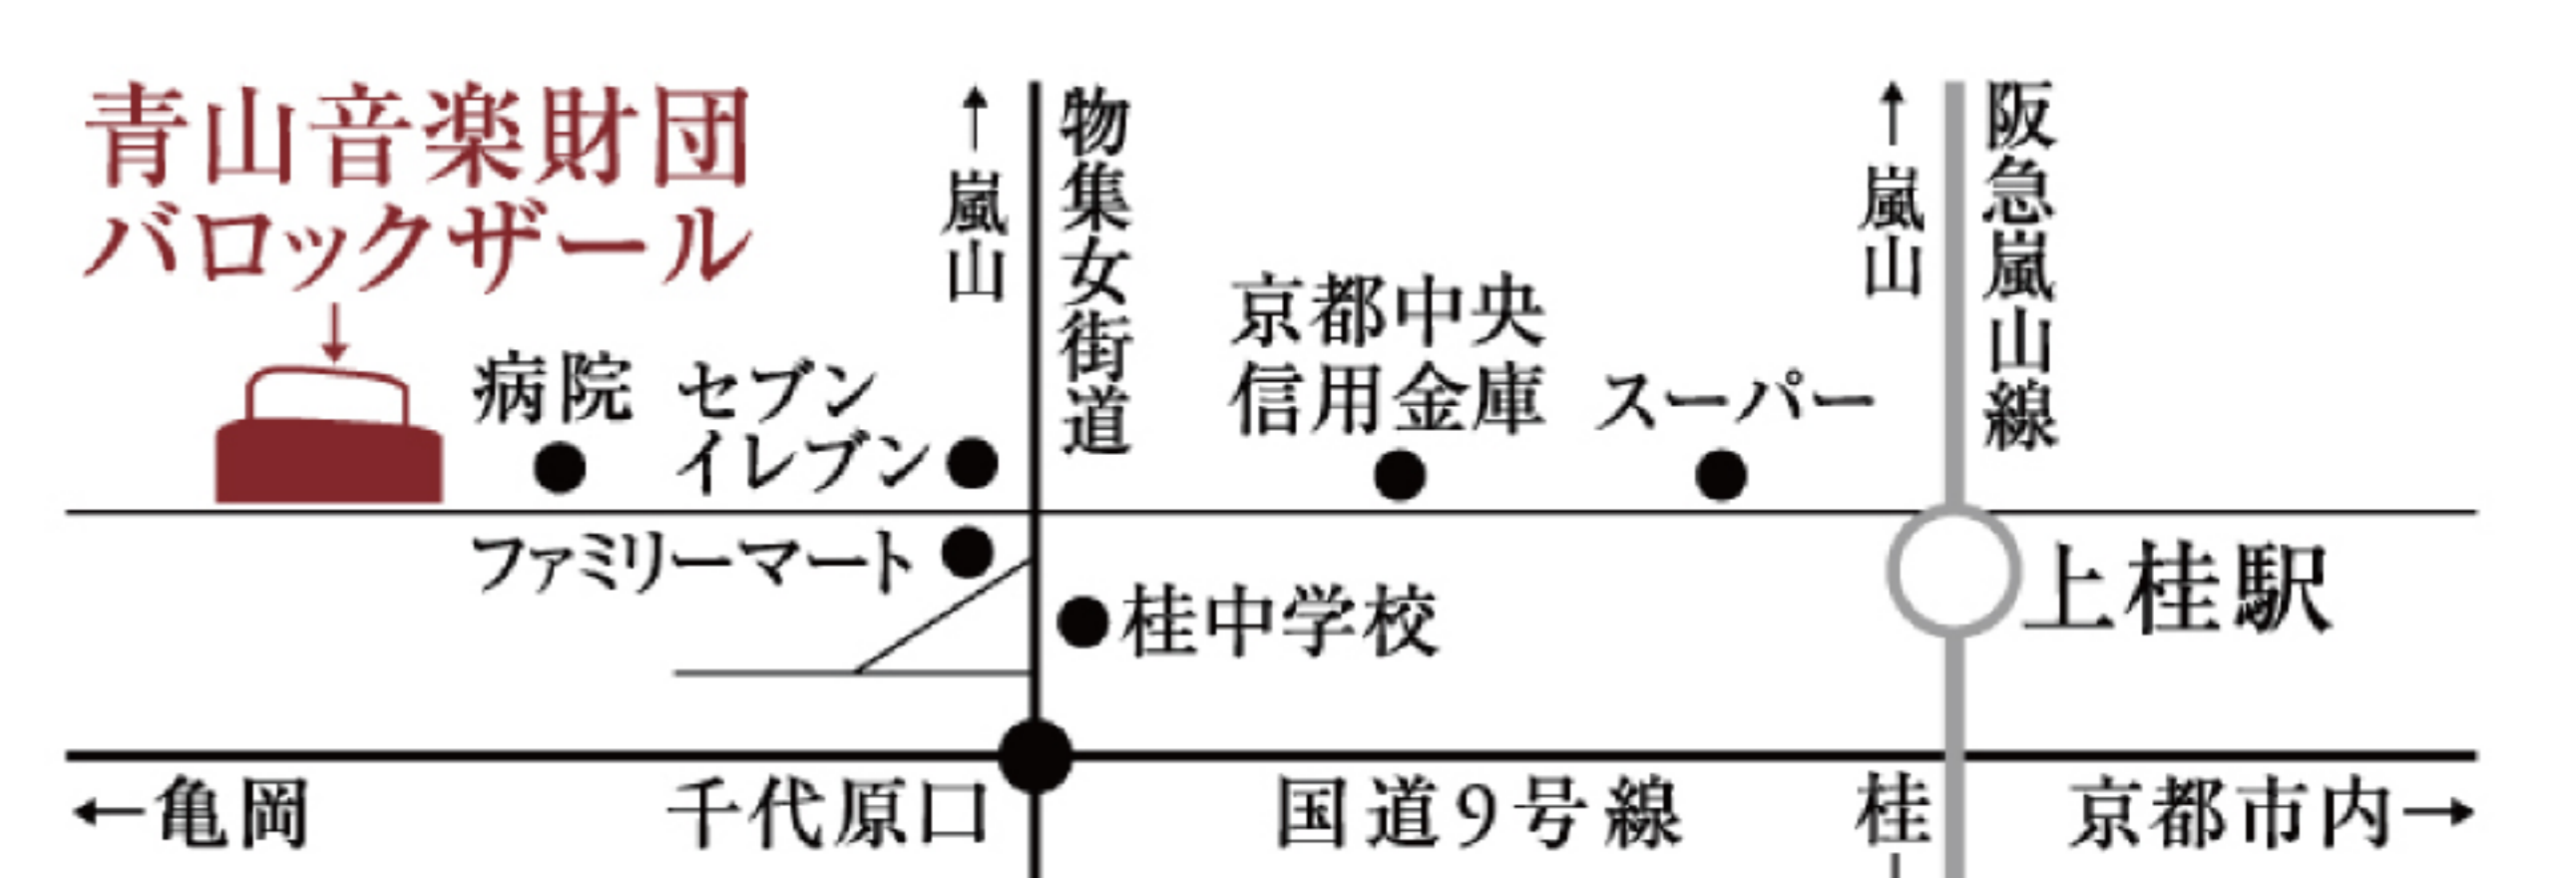 青山音楽財団
バロックザール
↑嵐山
物集女街道
↑嵐山
阪急嵐山線
京都中央
信用金庫
スーパー
病院
セブン
イレブン
ファミリーマート
桂中学校
上桂駅
←亀岡
千代原口
国道9号線
桂
京都市内→